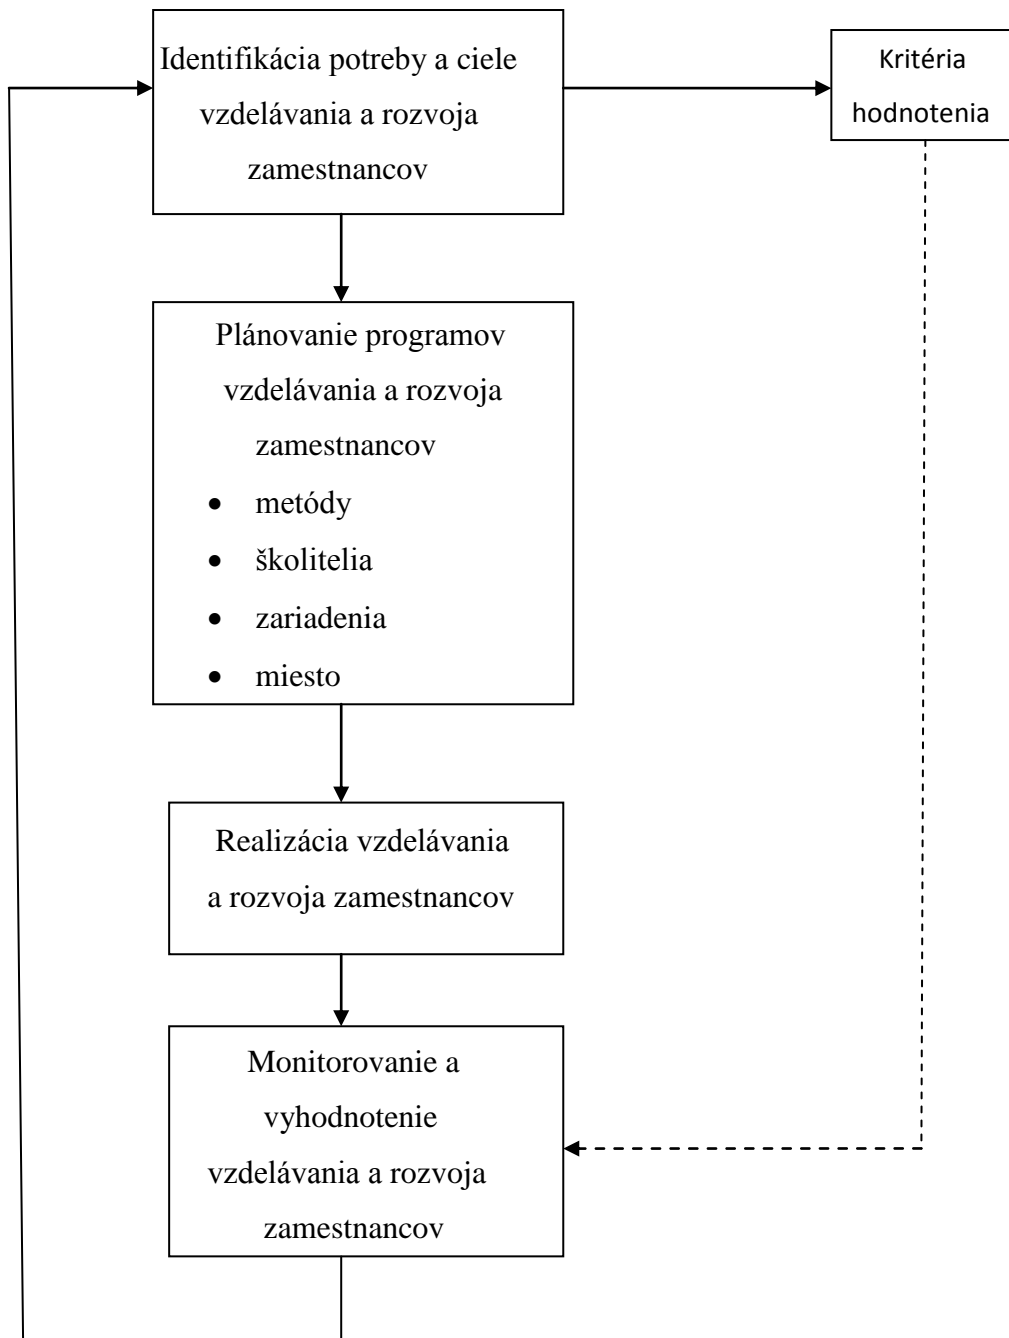 Identifikácia potreby a ciele
vzdelávania a rozvoja
zamestnancov
Kritéria
hodnotenia
Plánovanie programov
vzdelávania a rozvoja
zamestnancov
• metódy
• školitelia
• zariadenia
• miesto
Realizácia vzdelávania
a rozvoja zamestnancov
Monitorovanie a
vyhodnotenie
vzdelávania a rozvoja
zamestnancov